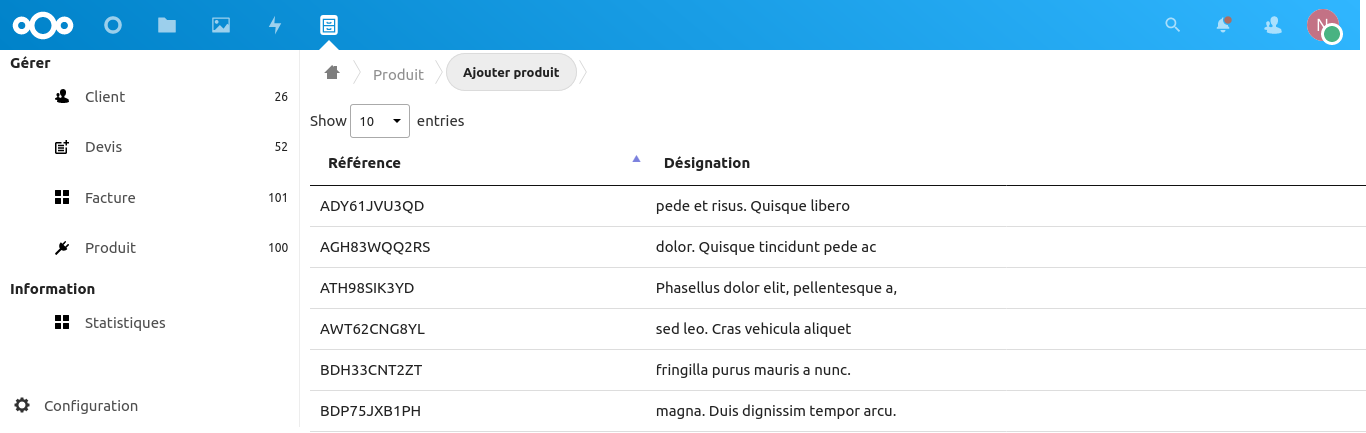 N
Gérer
Client 26
Devis 52
Facture 101
Produit 100
Information
Statistiques
Configuration
Produit Ajouter produit
Show 10 entries
Référence Désignation
ADY61JVU3QD pede et risus. Quisque libero
AGH83WQQ2RS dolor. Quisque tincidunt pede ac
ATH98SIK3YD Phasellus dolor elit, pellentesque a,
AWT62CNG8YL sed leo. Cras vehicula aliquet
BDH33CNT2ZT fringilla purus mauris a nunc.
BDP75JXB1PH magna. Duis dignissim tempor arcu.